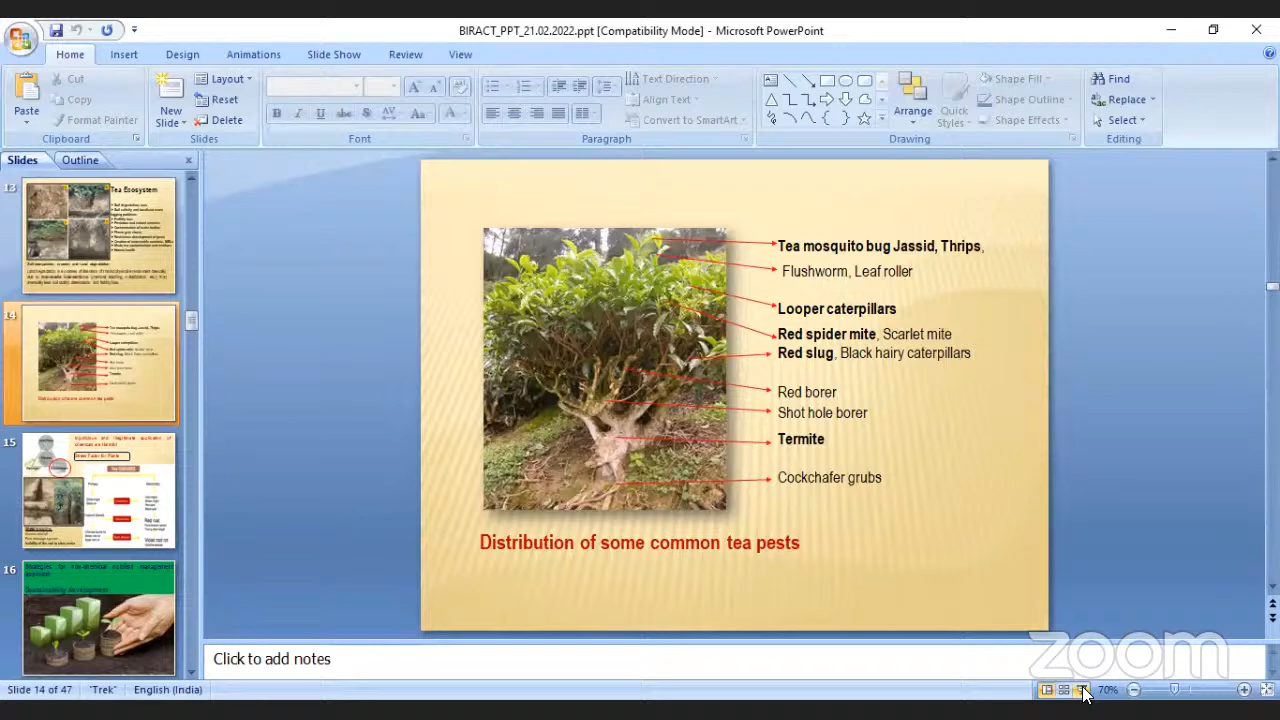 BIRACT_PPT_21.02.2022.ppt [Compatibility Mode] - Microsoft PowerPoint
Home Insert Design Animations Slide Show Review View
Paste
Cut
Copy
Format Painter
Clipboard
New Slide
Layout
Reset
Delete
Slides
Font
Text Direction
Align Text
Convert to SmartArt
Paragraph
Arrange
Quick Styles
Shape Fill
Shape Outline
Shape Effects
Drawing
Find
Replace
Select
Editing
Slides Outline
13
Tea Ecosystem
14
15
16
Tea mosquito bug Jassid, Thrips,
Flushworm, Leaf roller
Looper caterpillars
Red spider mite, Scarlet mite
Red slug, Black hairy caterpillars
Red borer
Shot hole borer
Termite
Cockchafer grubs
Distribution of some common tea pests
Click to add notes
zoom
Slide 14 of 47 "Trek" English (India) 70%